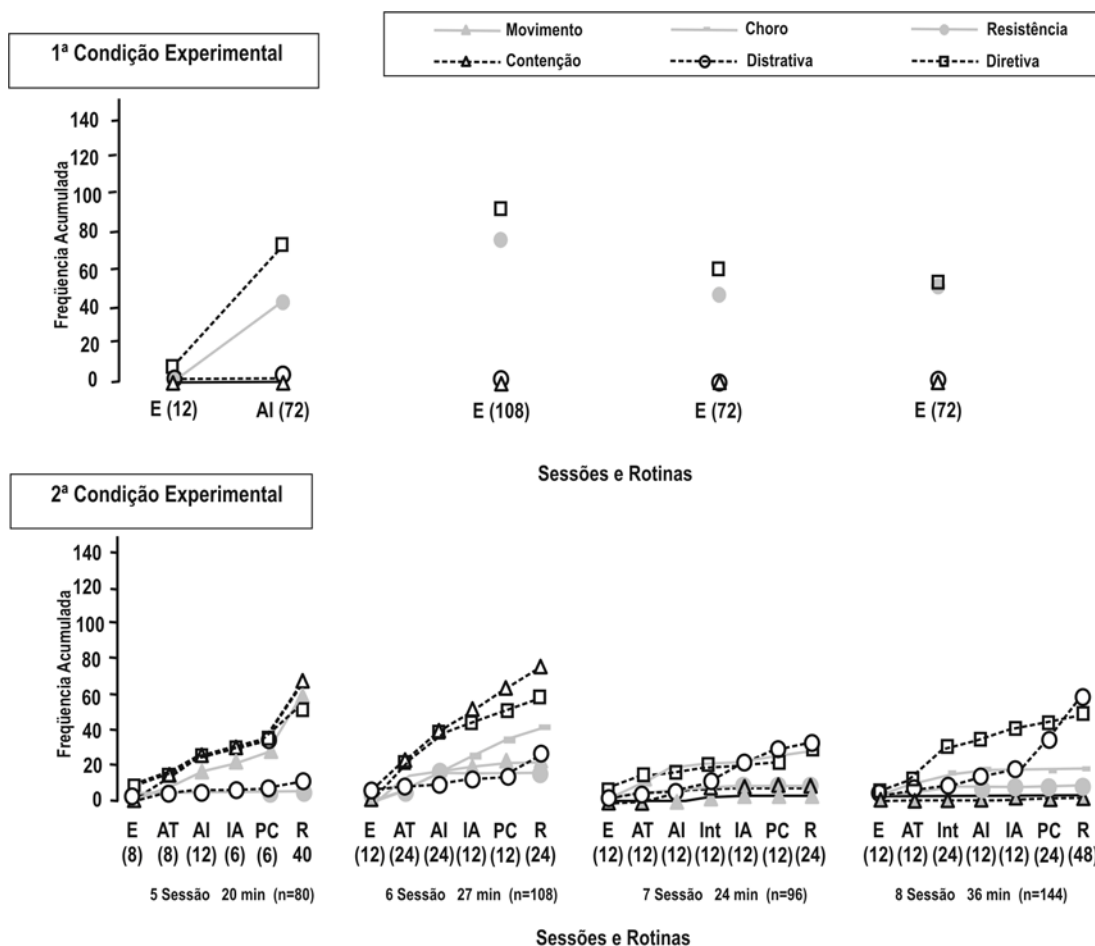 Movimento Choro Resistência
Contenção Distrativa Diretiva
1ª Condição Experimental
Freqüencia Acumulada
140
120
100
80
60
40
20
0
E (12) AI (72) E (108) E (72) E (72)
Sessões e Rotinas
2ª Condição Experimental
Freqüencia Acumulada
140
120
100
80
60
40
20
0
E AT AI IA PC R E AT AI IA PC R E AT AI Int IA PC R E AT Int AI IA PC R
(8) (8) (12) (6) (6) 40 (12) (24) (24) (12) (12) (24) (12) (12) (12) (12) (12) (12) (24) (12) (12) (24) (12) (12) (24) (48)
5 Sessão 20 min (n=80) 6 Sessão 27 min (n=108) 7 Sessão 24 min (n=96) 8 Sessão 36 min (n=144)
Sessões e Rotinas